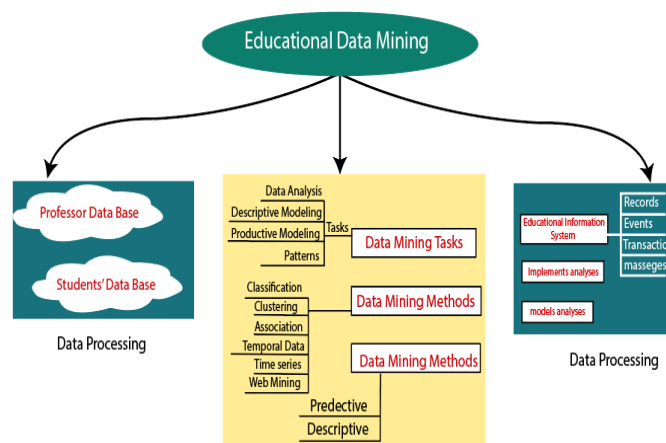 Educational Data Mining
Professor Data Base
Students' Data Base
Data Processing
Data Analysis
Descriptive Modeling
Productive Modeling
Patterns
Tasks
Data Mining Tasks
Classification
Clustering
Association
Temporal Data
Time series
Web Mining
Data Mining Methods
Data Mining Methods
Predective
Descriptive
Educational Information
System
Records
Events
Transactio
masseges
Implements analyses
models analyses
Data Processing